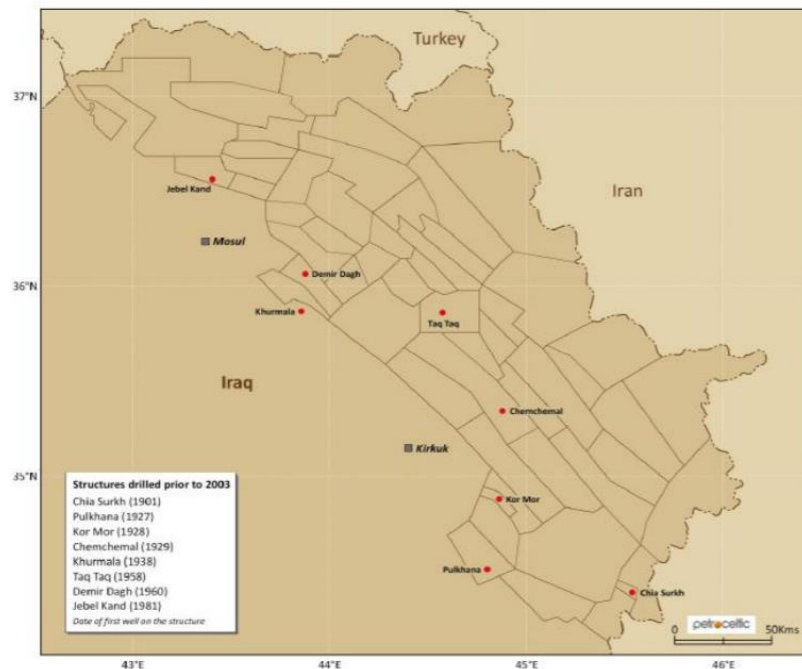 Turkey
37°N
Iran
Jebel Kand
Mosul
36°N
Demir Dagh
Khurmala
Taq Taq
Iraq
Chemchemal
Kirkuk
35°N
Structures drilled prior to 2003
Chia Surkh (1901)
Pulkhana (1927)
Kor Mor (1928)
Chemchemal (1929)
Khurmala (1938)
Taq Taq (1958)
Demir Dagh (1960)
Jebel Kand (1981)
Date of first well on the structure
Kor Mor
Pulkhana
Chia Surkh
petroceltic
0 50Kms
43°E 44°E 45°E 46°E